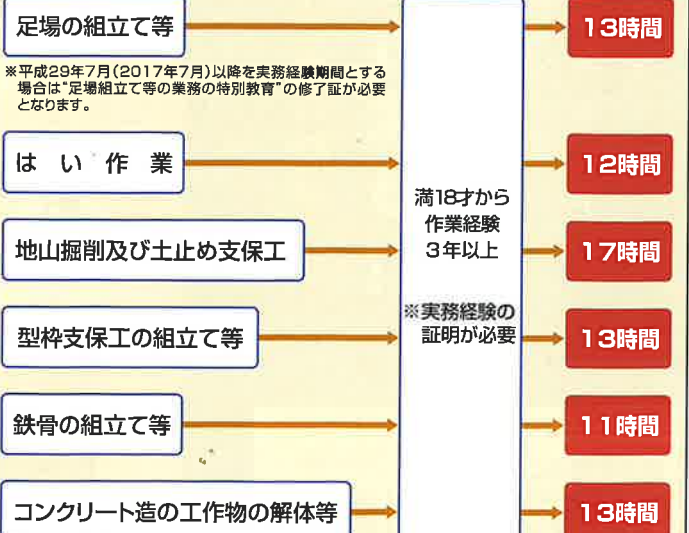 足場の組立て等
13時間
※平成29年7月(2017年7月)以降を実務経験期間とする
場合は"足場組立て等の業務の特別教育"の修了証が必要
となります。
は い 作 業
12時間
満18才から
作業経験
3年以上
※実務経験の
証明が必要
地山掘削及び土止め支保工
17時間
型枠支保工の組立て等
13時間
鉄骨の組立て等
11時間
コンクリート造の工作物の解体等
13時間